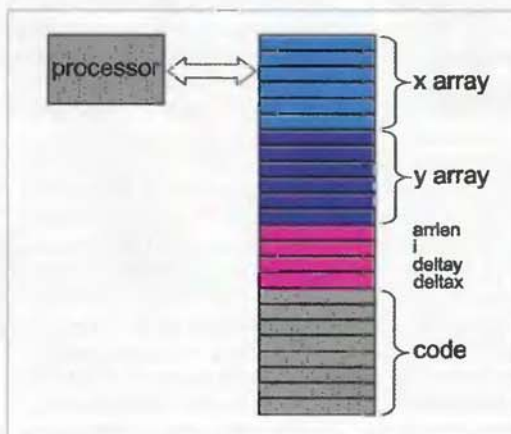 processor
x array
y array
arrlen
i
deltay
deltax
code